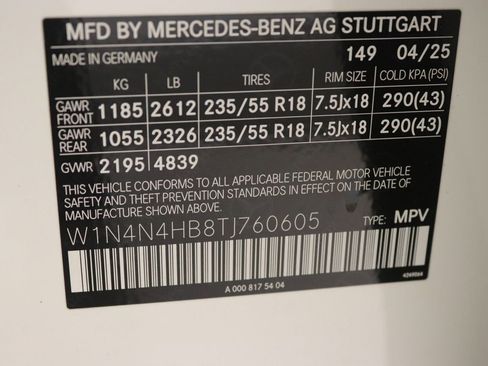 MFD BY MERCEDES-BENZ AG STUTTGART
MADE IN GERMANY 149 04/25
KG LB TIRES RIM SIZE COLD KPA(PSI)
GAWR FRONT 1185 2612 235/55 R18 7.5Jx18 290(43)
GAWR REAR 1055 2326 235/55 R18 7.5Jx18 290(43)
GVWR 2195 4839
THIS VEHICLE CONFORMS TO ALL APPLICABLE FEDERAL MOTOR VEHICLE
SAFETY AND THEFT PREVENTION STANDARDS IN EFFECT ON THE DATE OF
MANUFACTURE SHOWN ABOVE.
W1N4N4HB8TJ760605 TYPE: MPV
A 000 817 54 04 4269064